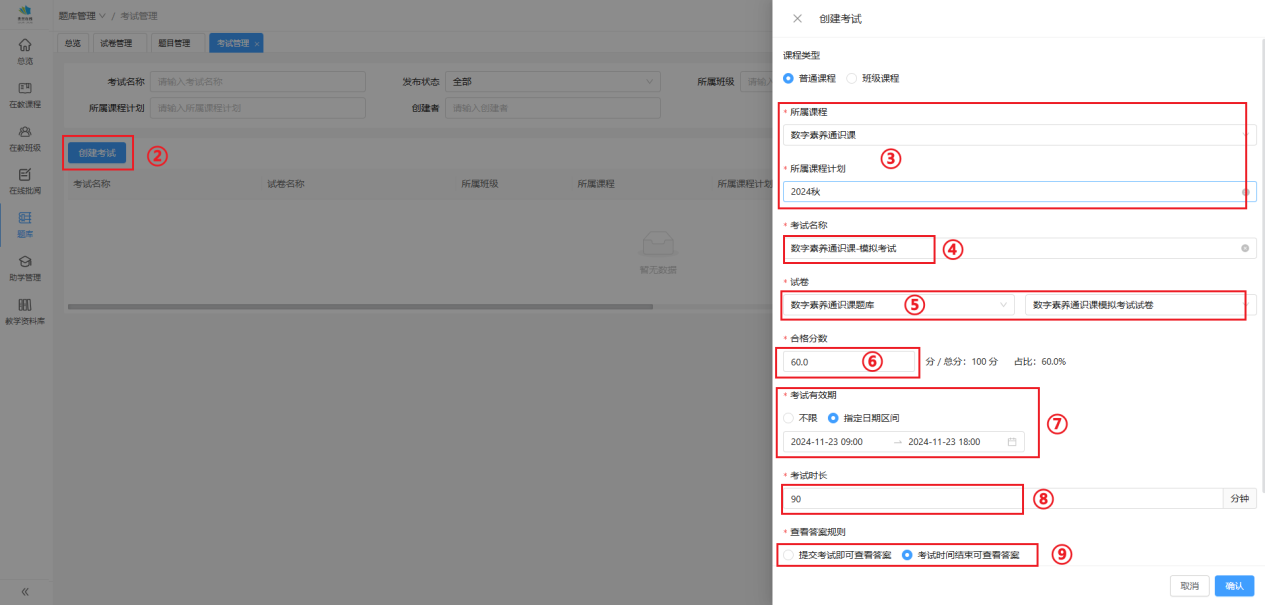 题库管理 / 考试管理
总览
试卷管理
题目管理
考试管理 ×
总览
在教课程
在教班级
在线批阅
题库
助学管理
教学资料库
考试名称 请输入考试名称
发布状态 全部
所属班级 请输入
所属课程计划 请输入所属课程计划
创建者 请输入创建者
创建考试
②
考试名称 试卷名称 所属班级 所属课程 所属课程计划
暂无数据
创建考试
课程类型
普通课程 班级课程
* 所属课程
数字素养通识课
③
* 所属课程计划
2024秋
* 考试名称
数字素养通识课-模拟考试
④
* 试卷
数字素养通识课题库 ⑤ 数字素养通识课模拟考试试卷
* 合格分数
60.0 ⑥ 分 / 总分: 100 分 占比: 60.0%
* 考试有效期
不限 指定日期区间
⑦
2024-11-23 09:00 → 2024-11-23 18:00
* 考试时长
90 ⑧ 分钟
* 查看答案规则
提交考试即可查看答案 考试时间结束可查看答案 ⑨
取消 确认